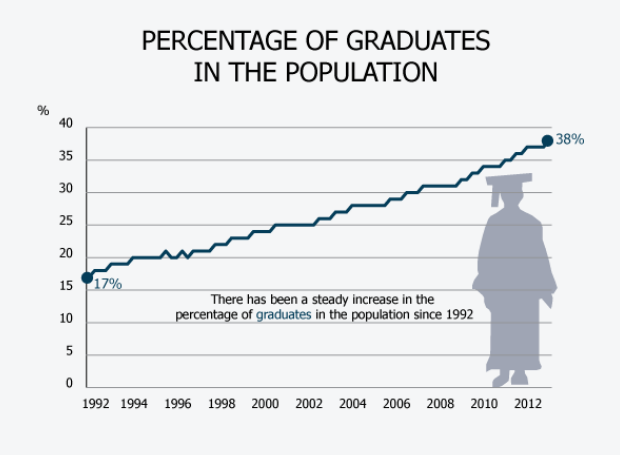 PERCENTAGE OF GRADUATES
IN THE POPULATION
%
40
35
30
25
20
15
10
5
0
38%
17%
There has been a steady increase in the
percentage of graduates in the population since 1992
1992 1994 1996 1998 2000 2002 2004 2006 2008 2010 2012